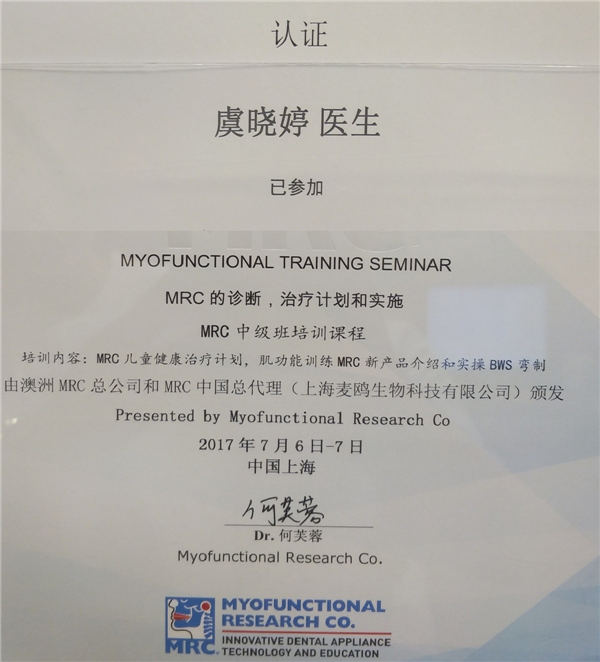 认证
虞晓婷 医生
已参加
MYOFUNCTIONAL TRAINING SEMINAR
MRC 的诊断，治疗计划和实施
MRC 中级班培训课程
培训内容：MRC 儿童健康治疗计划，肌功能训练 MRC 新产品介绍和实操 BWS 弯制
由澳洲 MRC 总公司和 MRC 中国总代理（上海麦鸥生物科技有限公司）颁发
Presented by Myofunctional Research Co
2017 年 7 月 6 日-7 日
中国上海
何芙蓉
Dr. 何芙蓉
Myofunctional Research Co.
MYOFUNCTIONAL
RESEARCH CO.
MRC
INNOVATIVE DENTAL APPLIANCE
TECHNOLOGY AND EDUCATION